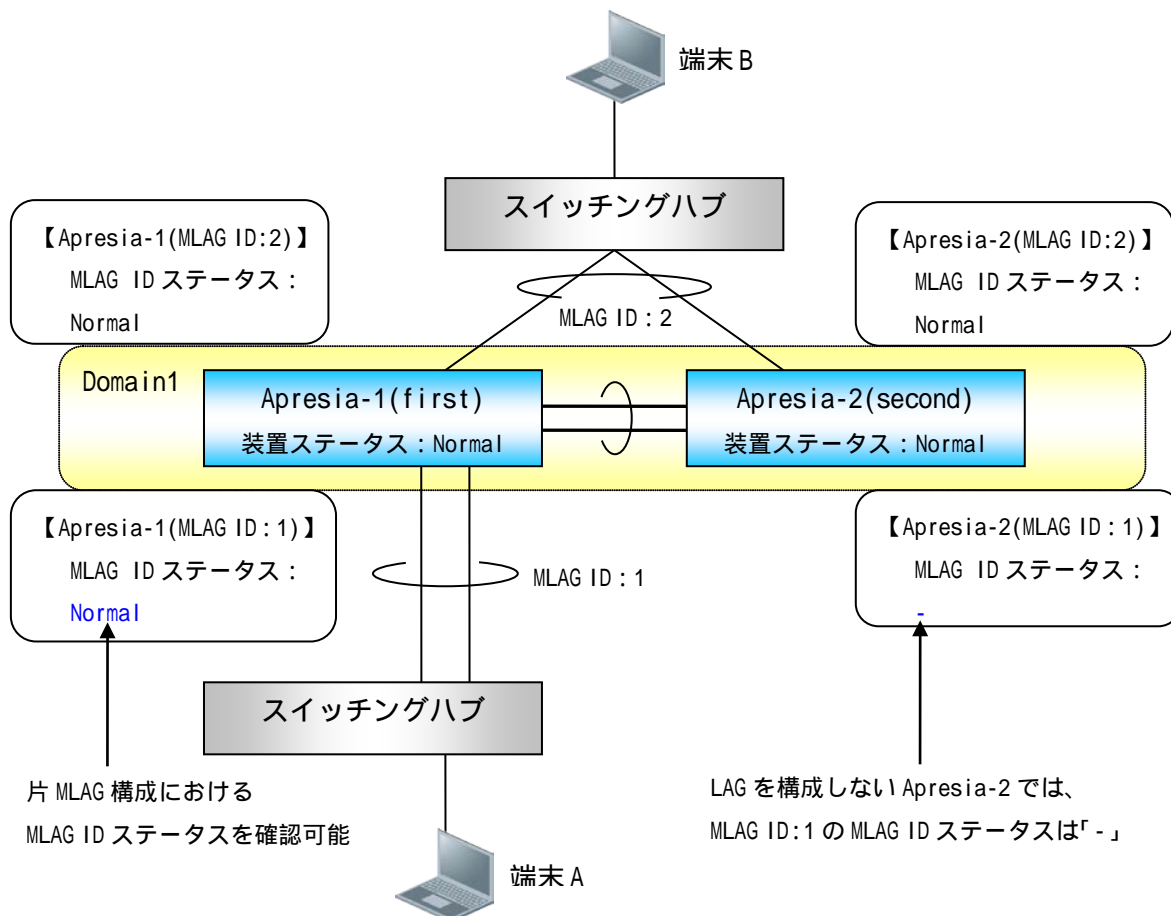 端末 B
スイッチングハブ
【Apresia-1(MLAG ID:2)】
MLAG ID ステータス：
Normal
【Apresia-2(MLAG ID:2)】
MLAG ID ステータス：
Normal
MLAG ID：2
Domain1
Apresia-1(first)
装置ステータス：Normal
Apresia-2(second)
装置ステータス：Normal
【Apresia-1(MLAG ID：1)】
MLAG ID ステータス：
Normal
MLAG ID：1
【Apresia-2(MLAG ID：1)】
MLAG ID ステータス：
-
スイッチングハブ
片 MLAG 構成における
MLAG ID ステータスを確認可能
LAG を構成しない Apresia-2 では、
MLAG ID:1 の MLAG ID ステータスは「-」
端末 A